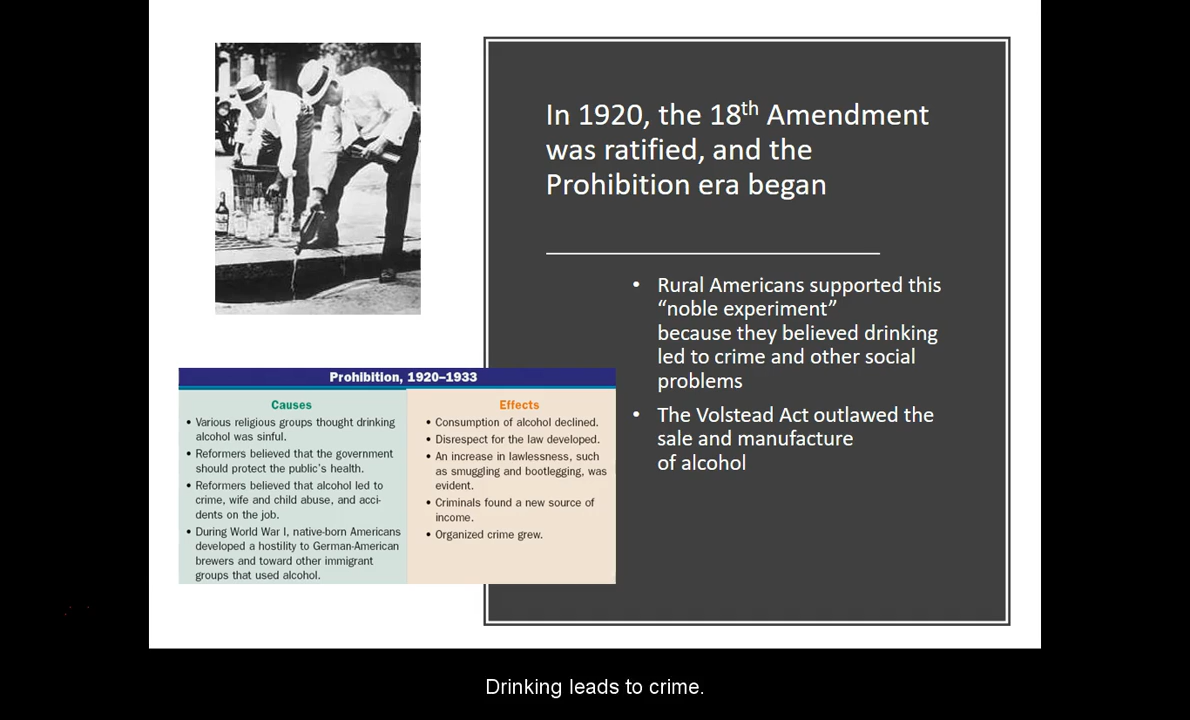 In 1920, the 18th Amendment
was ratified, and the
Prohibition era began
• Rural Americans supported this
“noble experiment”
because they believed drinking
led to crime and other social
problems
• The Volstead Act outlawed the
sale and manufacture
of alcohol
Prohibition, 1920–1933
Causes
• Various religious groups thought drinking
alcohol was sinful.
• Reformers believed that the government
should protect the public’s health.
• Reformers believed that alcohol led to
crime, wife and child abuse, and acci-
dents on the job.
• During World War I, native-born Americans
developed a hostility to German-American
brewers and toward other immigrant
groups that used alcohol.
Effects
• Consumption of alcohol declined.
• Disrespect for the law developed.
• An increase in lawlessness, such
as smuggling and bootlegging, was
evident.
• Criminals found a new source of
income.
• Organized crime grew.
Drinking leads to crime.